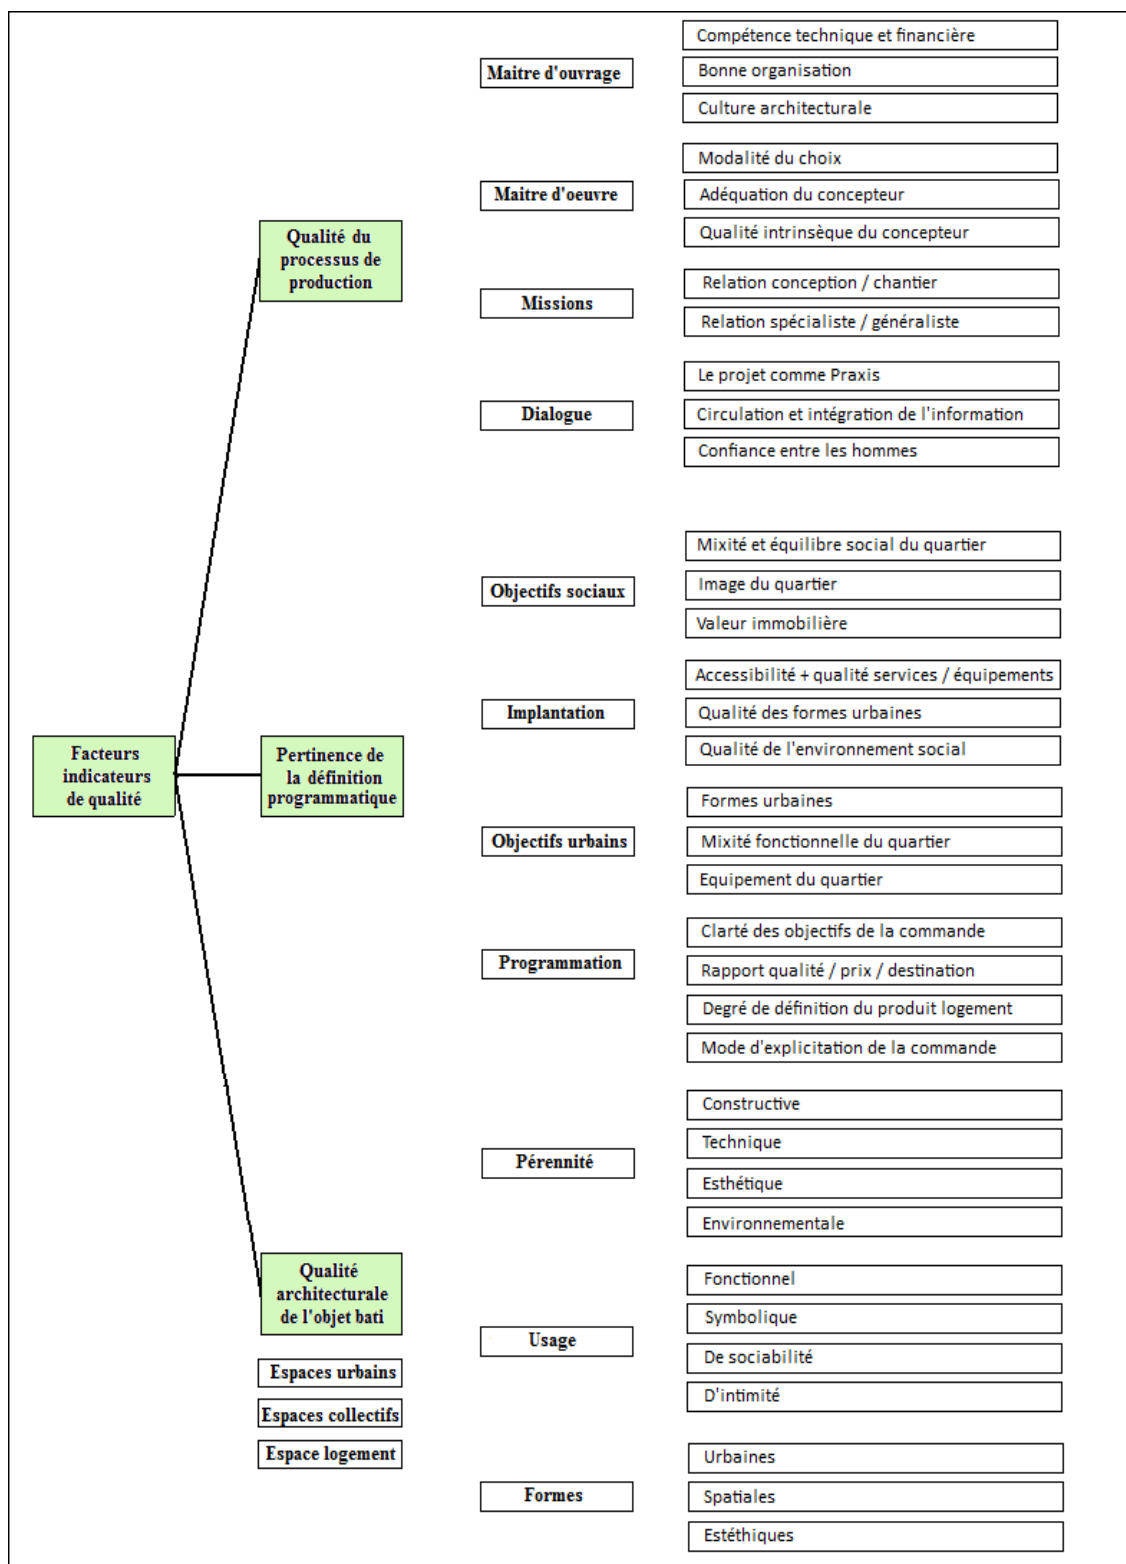 Facteurs
indicateurs
de qualité
Qualité du
processus de
production
Maitre d'ouvrage
Compétence technique et financière
Bonne organisation
Culture architecturale
Maitre d'oeuvre
Modalité du choix
Adéquation du concepteur
Qualité intrinsèque du concepteur
Missions
Relation conception / chantier
Relation spécialiste / généraliste
Dialogue
Le projet comme Praxis
Circulation et intégration de l'information
Confiance entre les hommes
Pertinence de
la définition
programmatique
Objectifs sociaux
Mixité et équilibre social du quartier
Image du quartier
Valeur immobilière
Implantation
Accessibilité + qualité services / équipements
Qualité des formes urbaines
Qualité de l'environnement social
Objectifs urbains
Formes urbaines
Mixité fonctionnelle du quartier
Equipement du quartier
Programmation
Clarté des objectifs de la commande
Rapport qualité / prix / destination
Degré de définition du produit logement
Mode d'explicitation de la commande
Qualité
architecturale
de l'objet bati
Espaces urbains
Espaces collectifs
Espace logement
Pérennité
Constructive
Technique
Esthétique
Environnementale
Usage
Fonctionnel
Symbolique
De sociabilité
D'intimité
Formes
Urbaines
Spatiales
Estéthiques